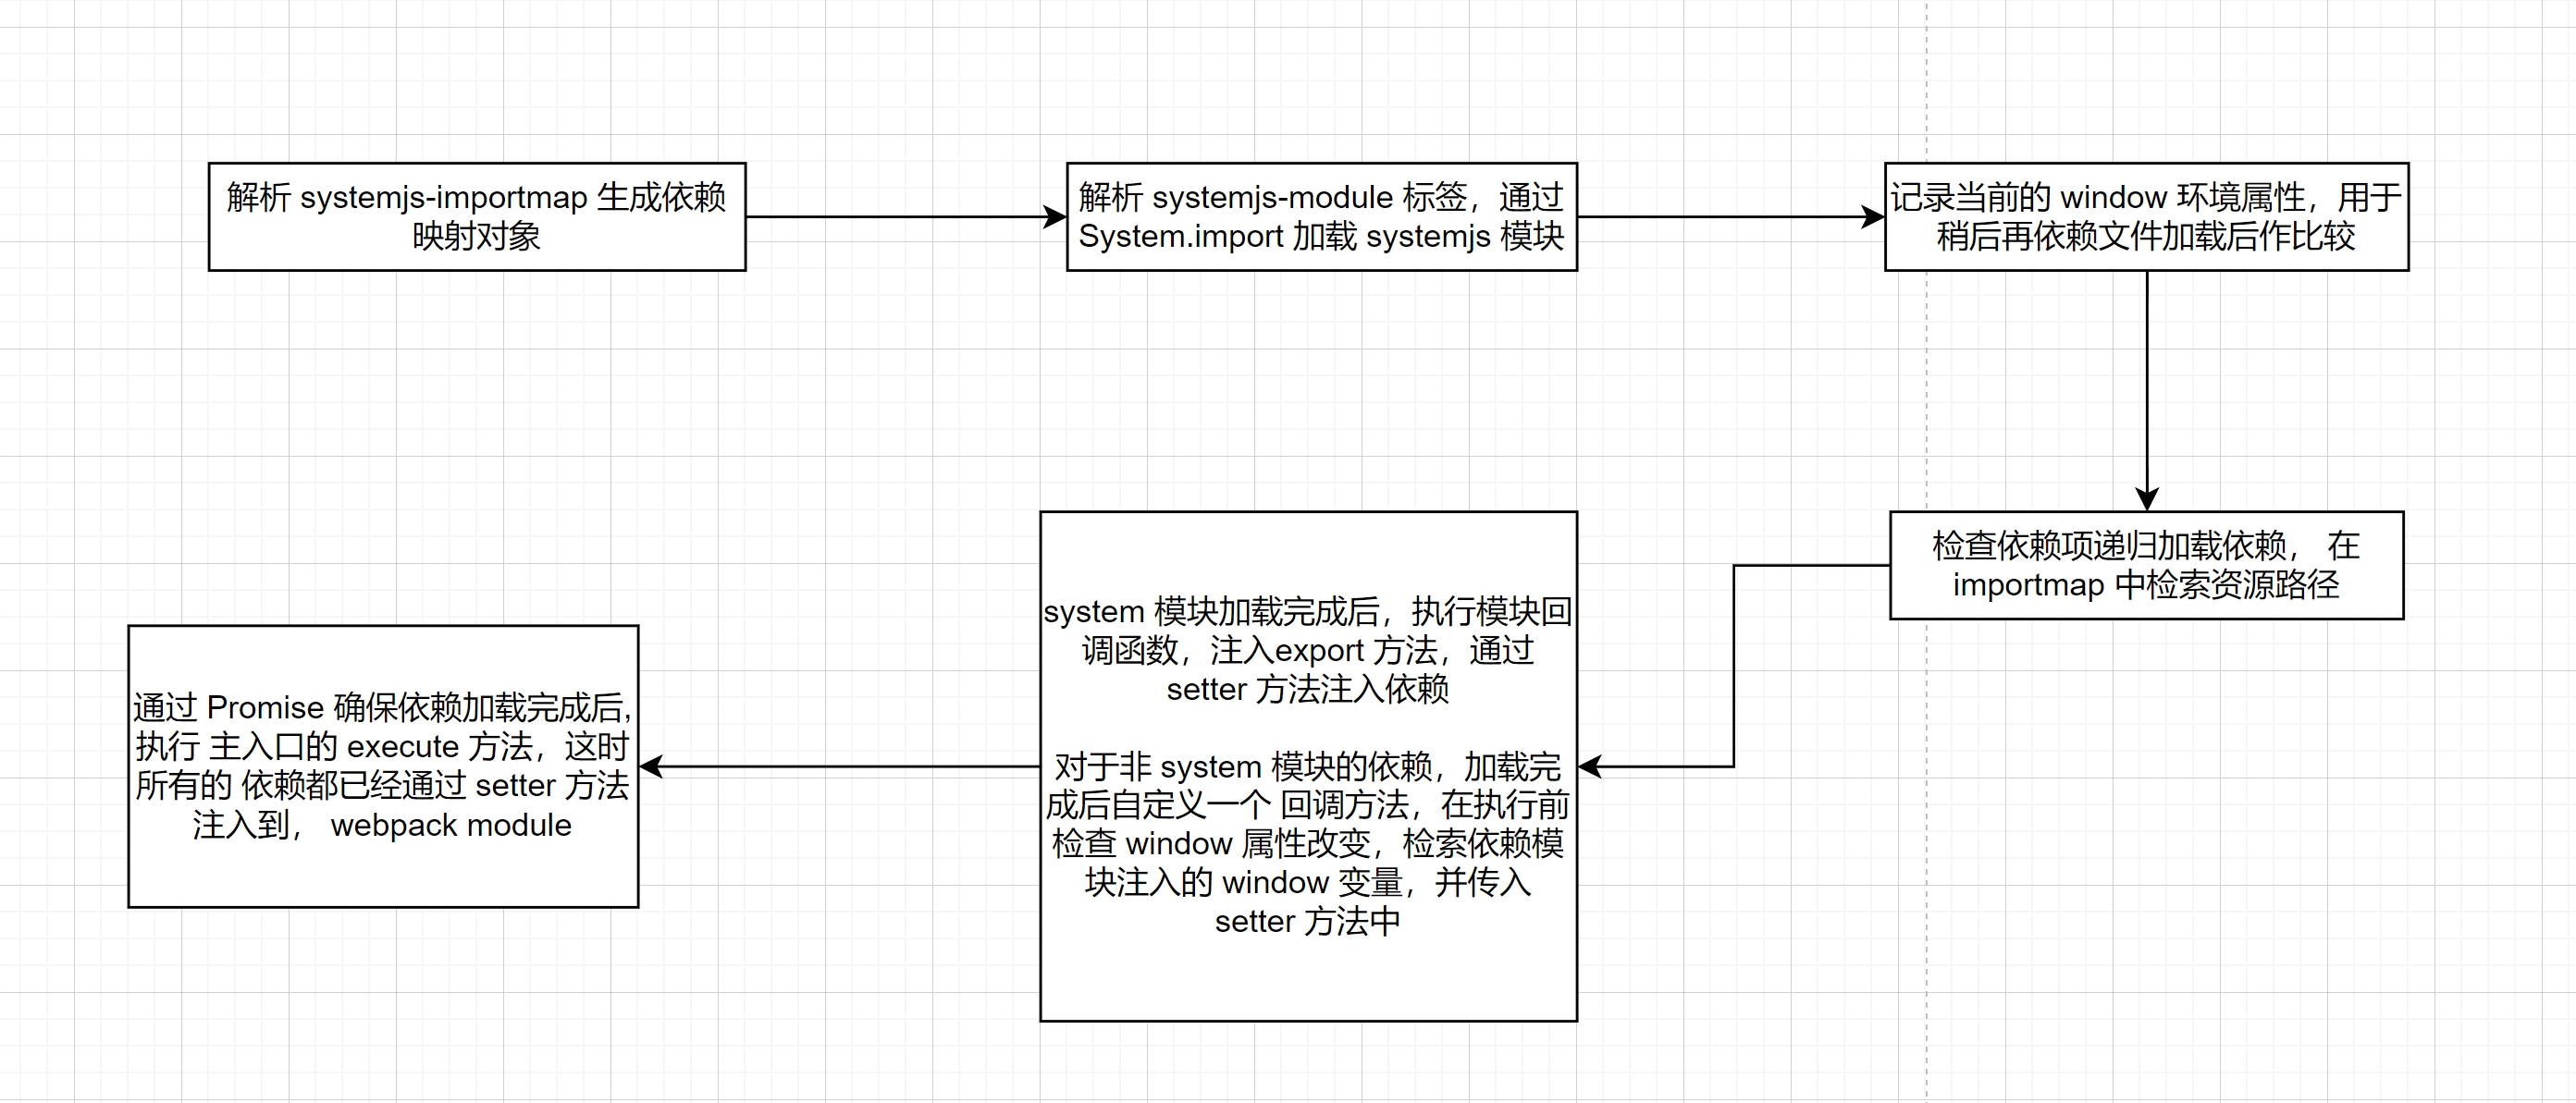 解析 systemjs-importmap 生成依赖
映射对象
解析 systemjs-module 标签，通过
System.import 加载 systemjs 模块
记录当前的 window 环境属性，用于
稍后再依赖文件加载后作比较
检查依赖项递归加载依赖， 在
importmap 中检索资源路径
system 模块加载完成后，执行模块回
调函数，注入export 方法，通过
setter 方法注入依赖
对于非 system 模块的依赖，加载完
成后自定义一个 回调方法，在执行前
检查 window 属性改变，检索依赖模
块注入的 window 变量，并传入
setter 方法中
通过 Promise 确保依赖加载完成后，
执行 主入口的 execute 方法，这时
所有的 依赖都已经通过 setter 方法
注入到， webpack module